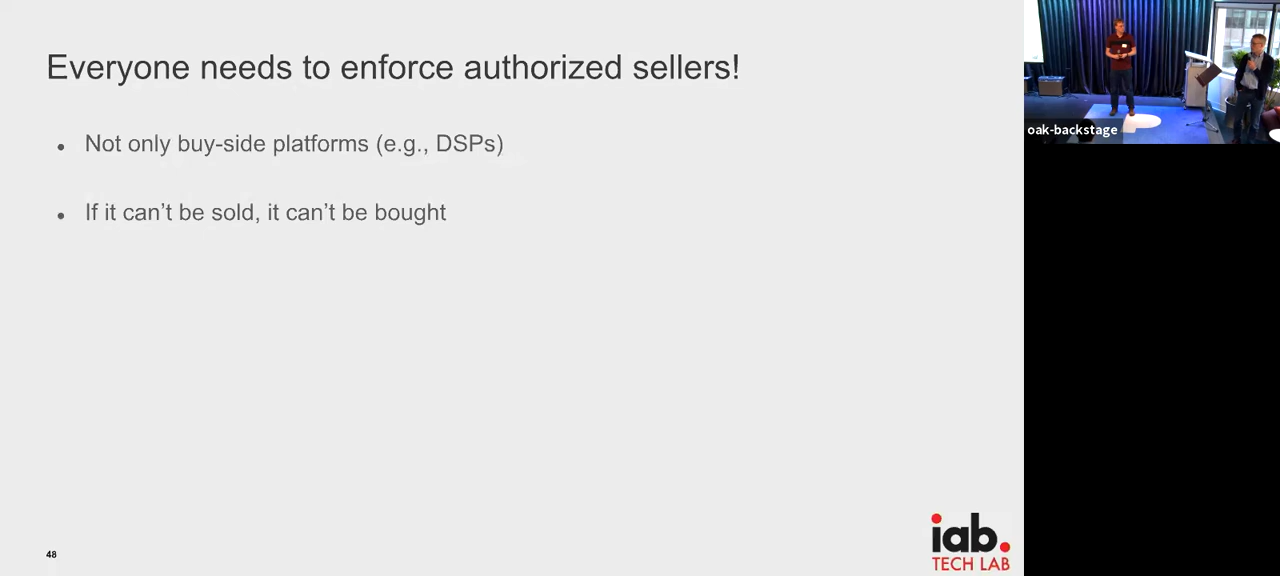 Everyone needs to enforce authorized sellers!
• Not only buy-side platforms (e.g., DSPs)
• If it can’t be sold, it can’t be bought
48
iab.
TECH LAB
oak-backstage